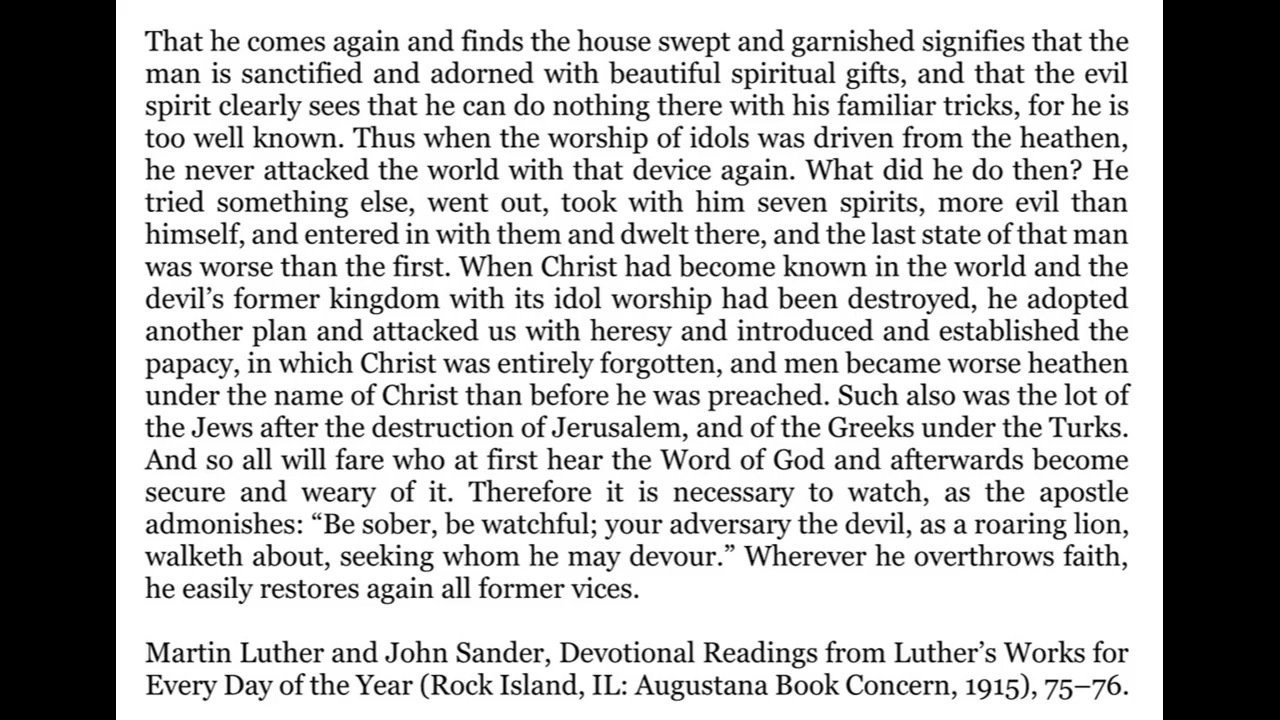 That he comes again and finds the house swept and garnished signifies that the
man is sanctified and adorned with beautiful spiritual gifts, and that the evil
spirit clearly sees that he can do nothing there with his familiar tricks, for he is
too well known. Thus when the worship of idols was driven from the heathen,
he never attacked the world with that device again. What did he do then? He
tried something else, went out, took with him seven spirits, more evil than
himself, and entered in with them and dwelt there, and the last state of that man
was worse than the first. When Christ had become known in the world and the
devil’s former kingdom with its idol worship had been destroyed, he adopted
another plan and attacked us with heresy and introduced and established the
papacy, in which Christ was entirely forgotten, and men became worse heathen
under the name of Christ than before he was preached. Such also was the lot of
the Jews after the destruction of Jerusalem, and of the Greeks under the Turks.
And so all will fare who at first hear the Word of God and afterwards become
secure and weary of it. Therefore it is necessary to watch, as the apostle
admonishes: “Be sober, be watchful; your adversary the devil, as a roaring lion,
walketh about, seeking whom he may devour.” Wherever he overthrows faith,
he easily restores again all former vices.
Martin Luther and John Sander, Devotional Readings from Luther’s Works for
Every Day of the Year (Rock Island, IL: Augustana Book Concern, 1915), 75–76.